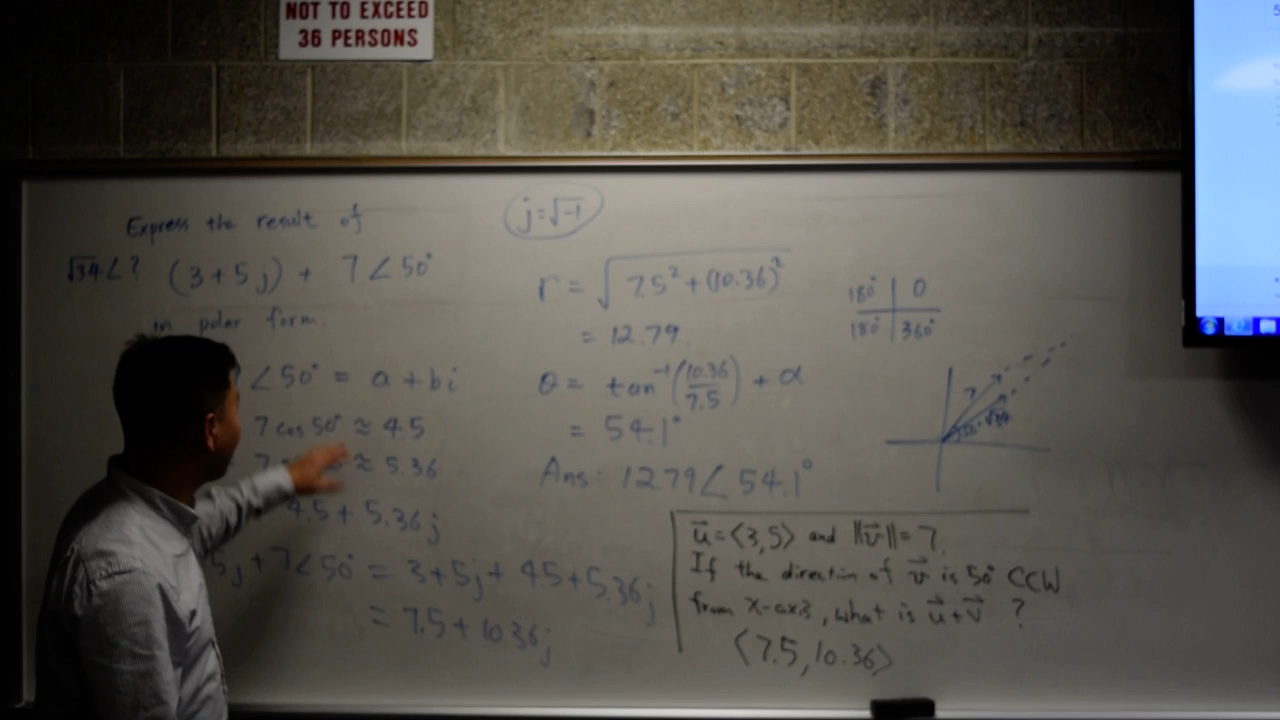 NOT TO EXCEED
36 PERSONS
Express the result of
√34∠? (3+5j) + 7∠50°
in polar form.
∠50° = a + bi
7 cos 50° ≈ 4.5
7 ≈ 5.36
4.5 + 5.36j
5j + 7∠50° = 3+5j + 4.5+5.36j
= 7.5 + 10.36j
j=√-1
r = √7.5² + (10.36)²
= 12.79
θ = tan⁻¹(10.36/7.5) + α
= 54.1°
Ans: 12.79∠54.1°
180° 0
180° 360°
7
50° √34
u⃗ = ⟨3,5⟩ and ‖v⃗‖ = 7.
If the direction of v⃗ is 50° CCW
from x-axis, what is u⃗+v⃗ ?
⟨7.5, 10.36⟩